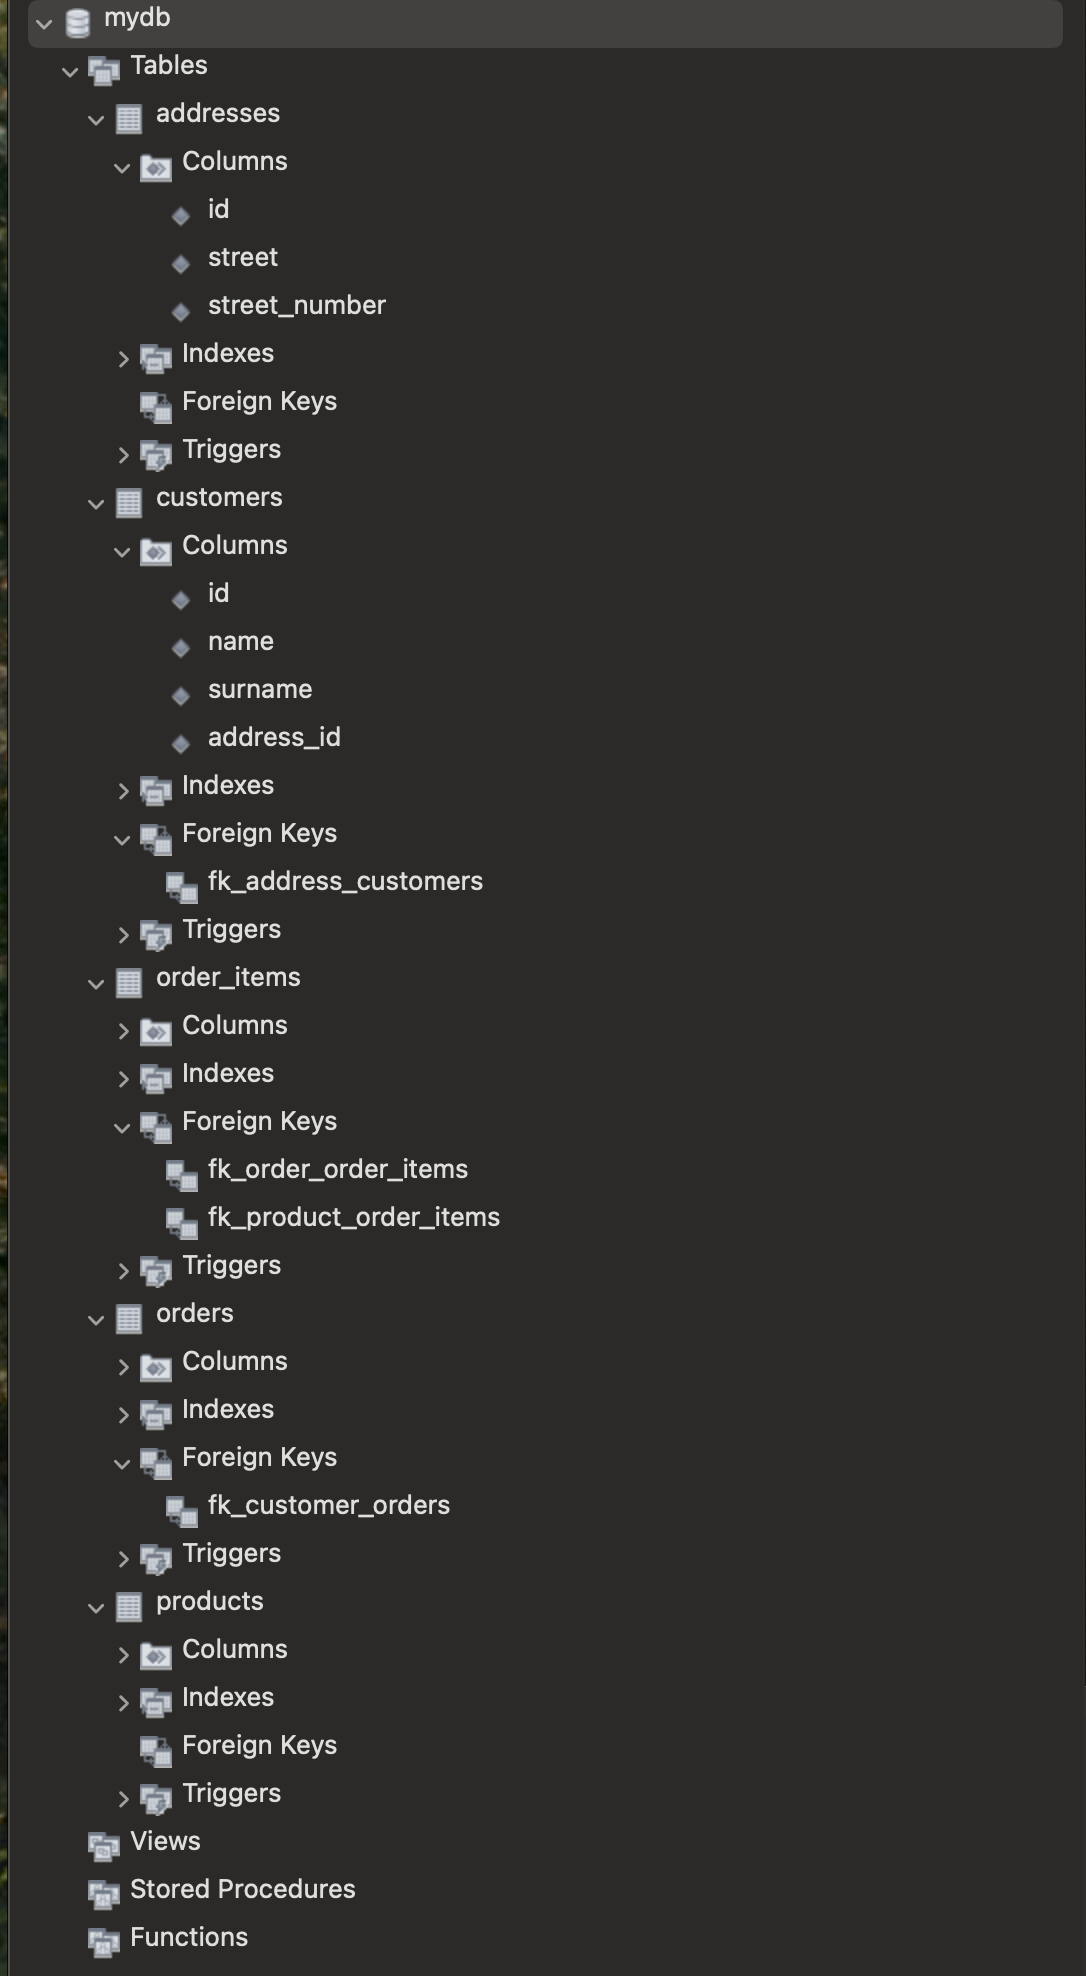 mydb
Tables
addresses
Columns
id
street
street_number
Indexes
Foreign Keys
Triggers
customers
Columns
id
name
surname
address_id
Indexes
Foreign Keys
fk_address_customers
Triggers
order_items
Columns
Indexes
Foreign Keys
fk_order_order_items
fk_product_order_items
Triggers
orders
Columns
Indexes
Foreign Keys
fk_customer_orders
Triggers
products
Columns
Indexes
Foreign Keys
Triggers
Views
Stored Procedures
Functions